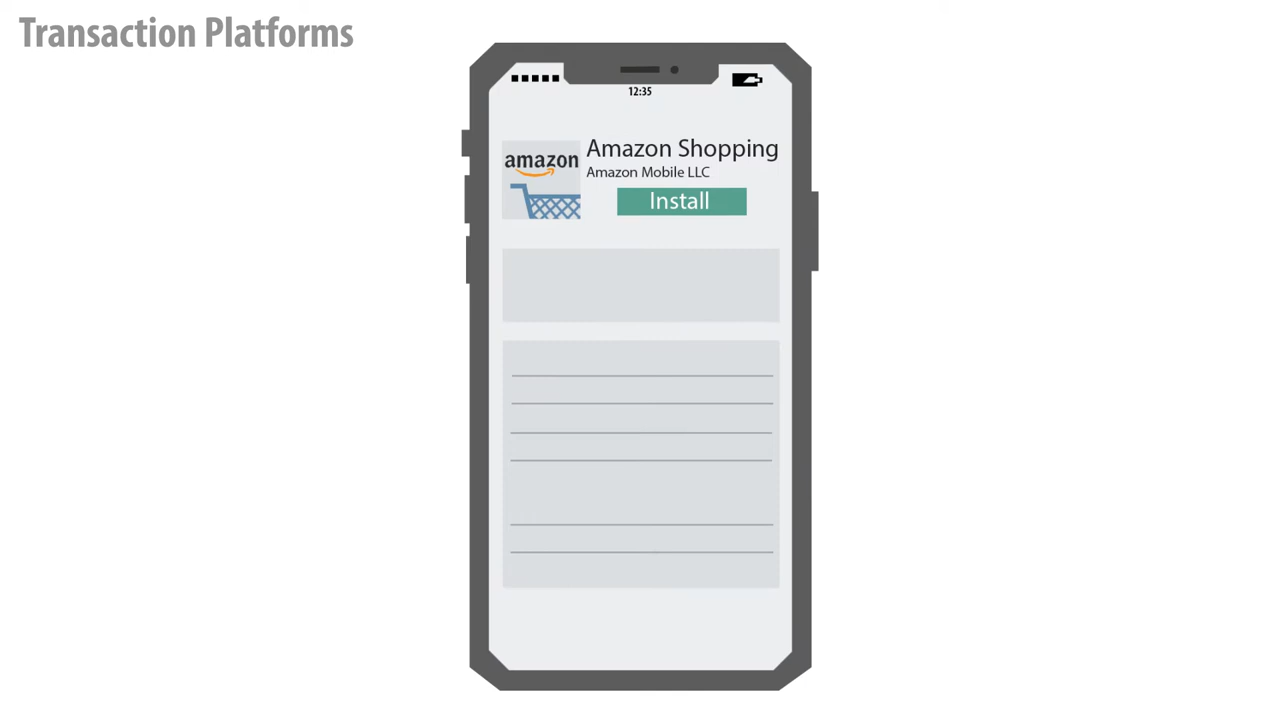 Transaction Platforms
12:35
amazon
Amazon Shopping
Amazon Mobile LLC
Install